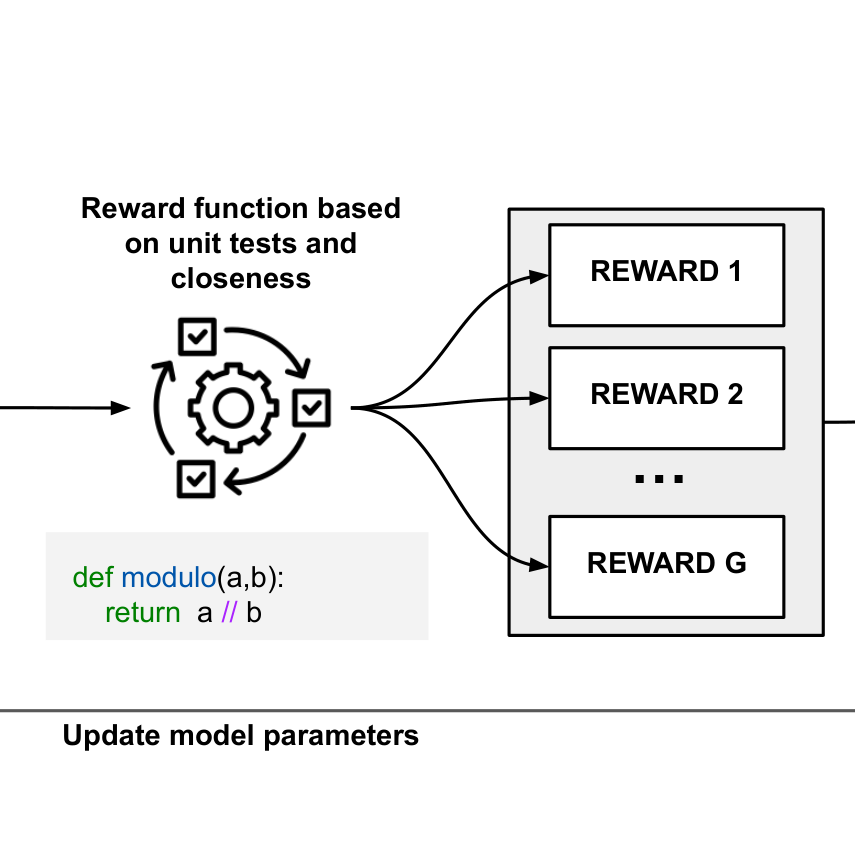 Reward function based
on unit tests and
closeness
REWARD 1
REWARD 2
...
REWARD G
def modulo(a,b):
return  a // b
Update model parameters